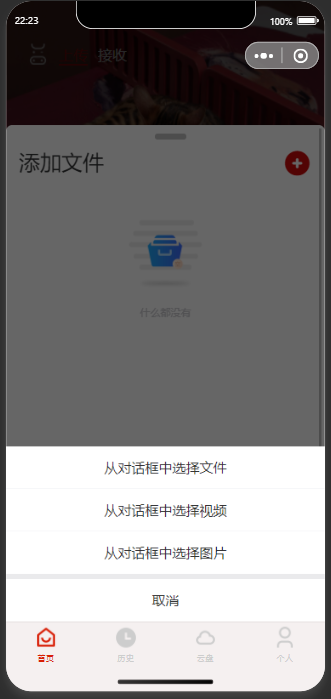 22:23
100%
接收
添加文件
什么都没有
从对话框中选择文件
从对话框中选择视频
从对话框中选择图片
取消
首页
历史
云盘
个人